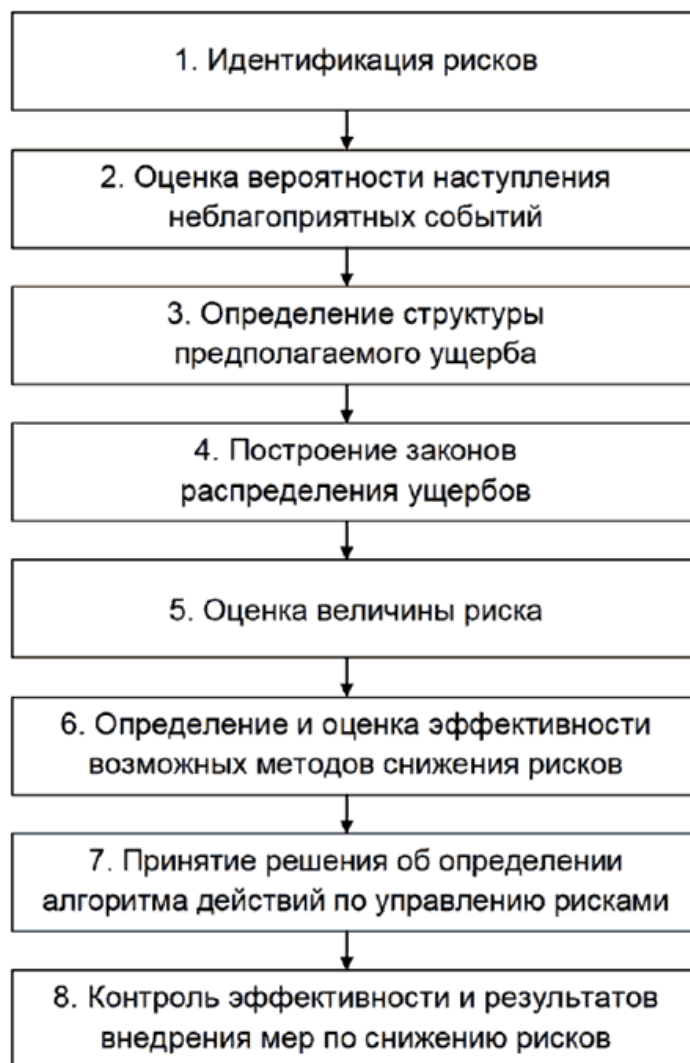 1. Идентификация рисков
2. Оценка вероятности наступления
неблагоприятных событий
3. Определение структуры
предполагаемого ущерба
4. Построение законов
распределения ущербов
5. Оценка величины риска
6. Определение и оценка эффективности
возможных методов снижения рисков
7. Принятие решения об определении
алгоритма действий по управлению рисками
8. Контроль эффективности и результатов
внедрения мер по снижению рисков